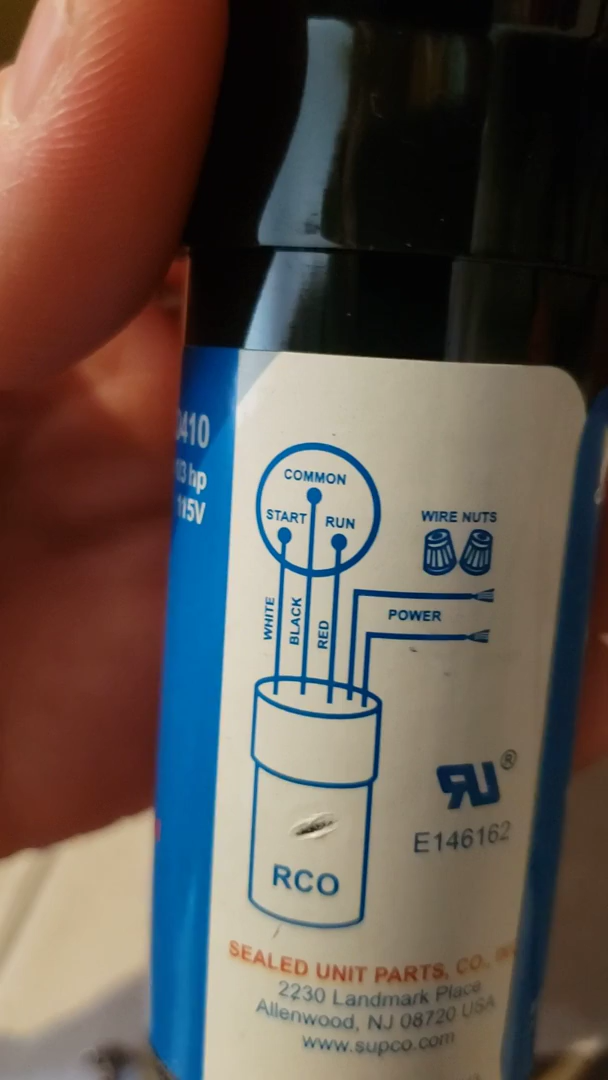 410
hp
115V
COMMON
START
RUN
WIRE NUTS
WHITE
BLACK
RED
POWER
RU®
E146162
RCO
SEALED UNIT PARTS, CO.,
2230 Landmark Place
Allenwood, NJ 08720 USA
www.supco.com